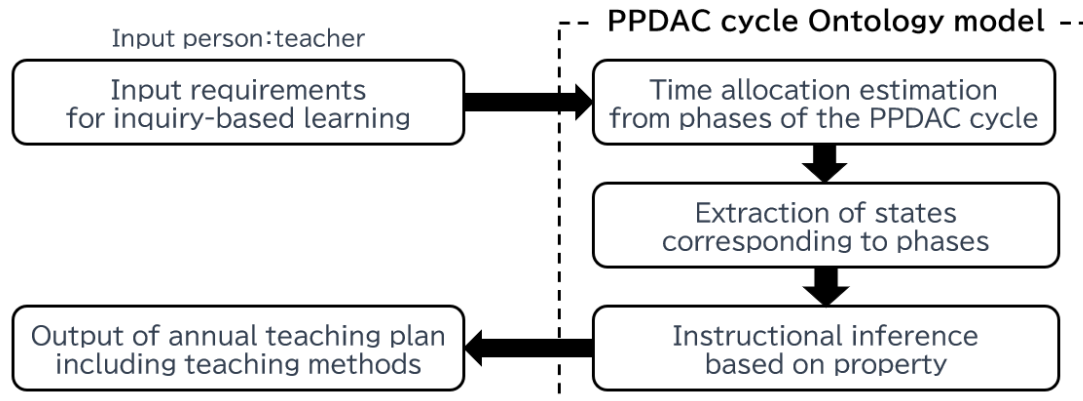 PPDAC cycle Ontology model
Input person:teacher
Input requirements
for inquiry-based learning
Time allocation estimation
from phases of the PPDAC cycle
Extraction of states
corresponding to phases
Instructional inference
based on property
Output of annual teaching plan
including teaching methods